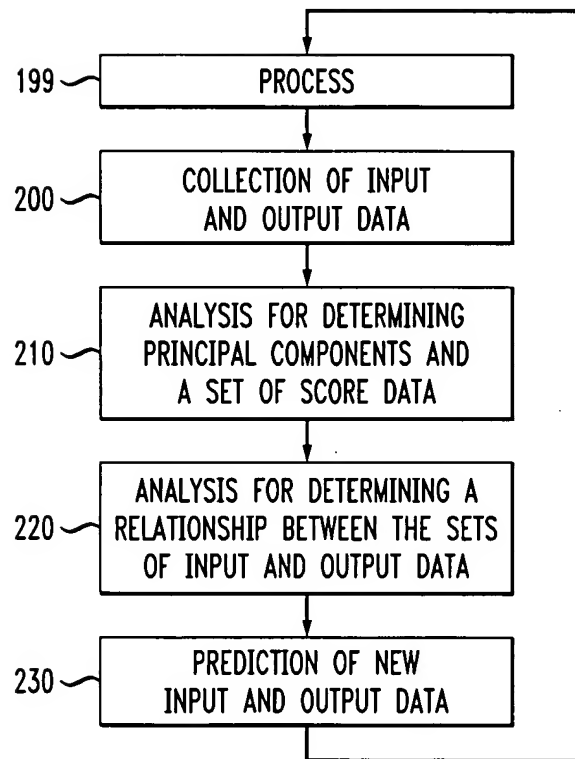 199
PROCESS
200
COLLECTION OF INPUT
AND OUTPUT DATA
210
ANALYSIS FOR DETERMINING
PRINCIPAL COMPONENTS AND
A SET OF SCORE DATA
220
ANALYSIS FOR DETERMINING A
RELATIONSHIP BETWEEN THE SETS
OF INPUT AND OUTPUT DATA
230
PREDICTION OF NEW
INPUT AND OUTPUT DATA